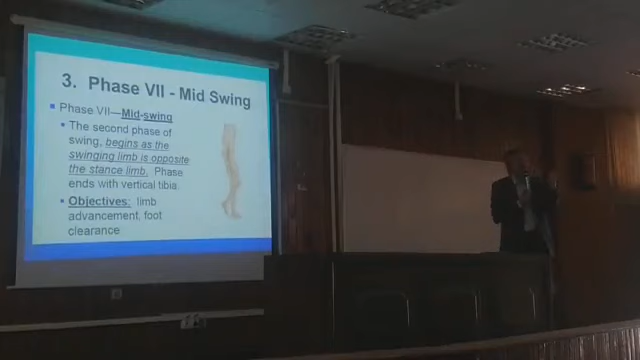 3. Phase VII - Mid Swing
Phase VII—Mid-swing
The second phase of
swing, begins as the
swinging limb is opposite
the stance limb. Phase
ends with vertical tibia.
Objectives: limb
advancement, foot
clearance